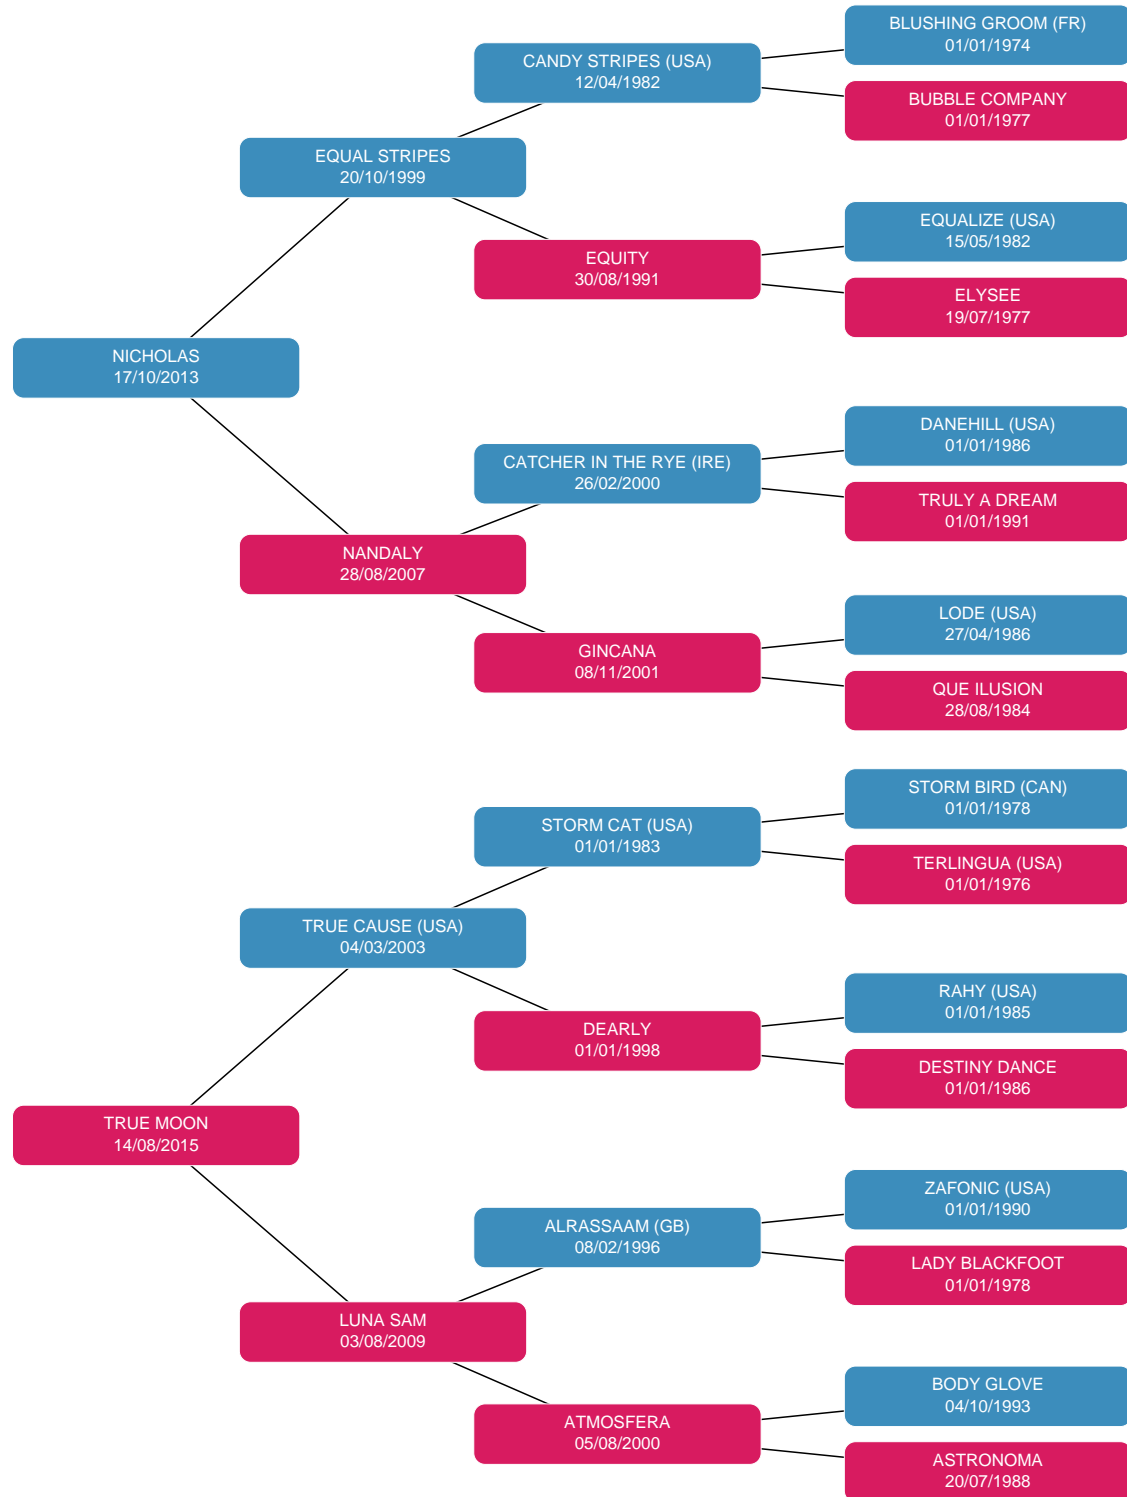 BLUSHING GROOM (FR)
01/01/1974
CANDY STRIPES (USA)
12/04/1982
BUBBLE COMPANY
01/01/1977
EQUAL STRIPES
20/10/1999
EQUALIZE (USA)
15/05/1982
EQUITY
30/08/1991
ELYSEE
19/07/1977
NICHOLAS
17/10/2013
DANEHILL (USA)
01/01/1986
CATCHER IN THE RYE (IRE)
26/02/2000
TRULY A DREAM
01/01/1991
NANDALY
28/08/2007
LODE (USA)
27/04/1986
GINCANA
08/11/2001
QUE ILUSION
28/08/1984
STORM BIRD (CAN)
01/01/1978
STORM CAT (USA)
01/01/1983
TERLINGUA (USA)
01/01/1976
TRUE CAUSE (USA)
04/03/2003
RAHY (USA)
01/01/1985
DEARLY
01/01/1998
DESTINY DANCE
01/01/1986
TRUE MOON
14/08/2015
ZAFONIC (USA)
01/01/1990
ALRASSAAM (GB)
08/02/1996
LADY BLACKFOOT
01/01/1978
LUNA SAM
03/08/2009
BODY GLOVE
04/10/1993
ATMOSFERA
05/08/2000
ASTRONOMA
20/07/1988